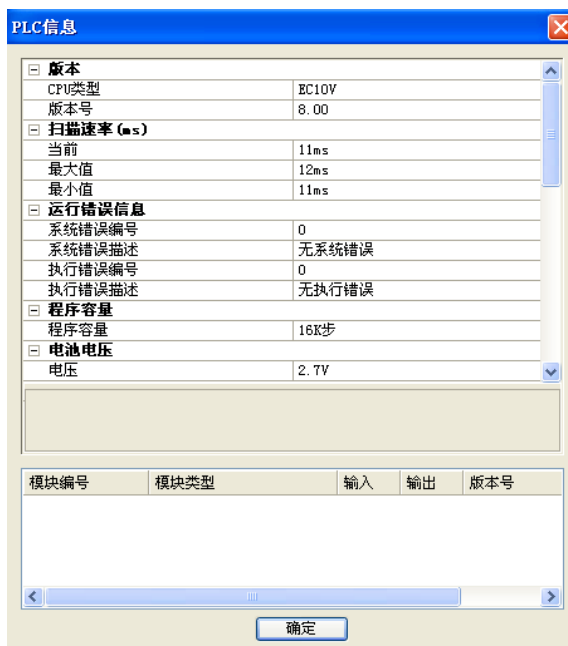 PLC信息
版本
CPU类型 EC10V
版本号 8.00
扫描速率(ms)
当前 11ms
最大值 12ms
最小值 11ms
运行错误信息
系统错误编号 0
系统错误描述 无系统错误
执行错误编号 0
执行错误描述 无执行错误
程序容量
程序容量 16K步
电池电压
电压 2.7V
模块编号 模块类型 输入 输出 版本号
确定